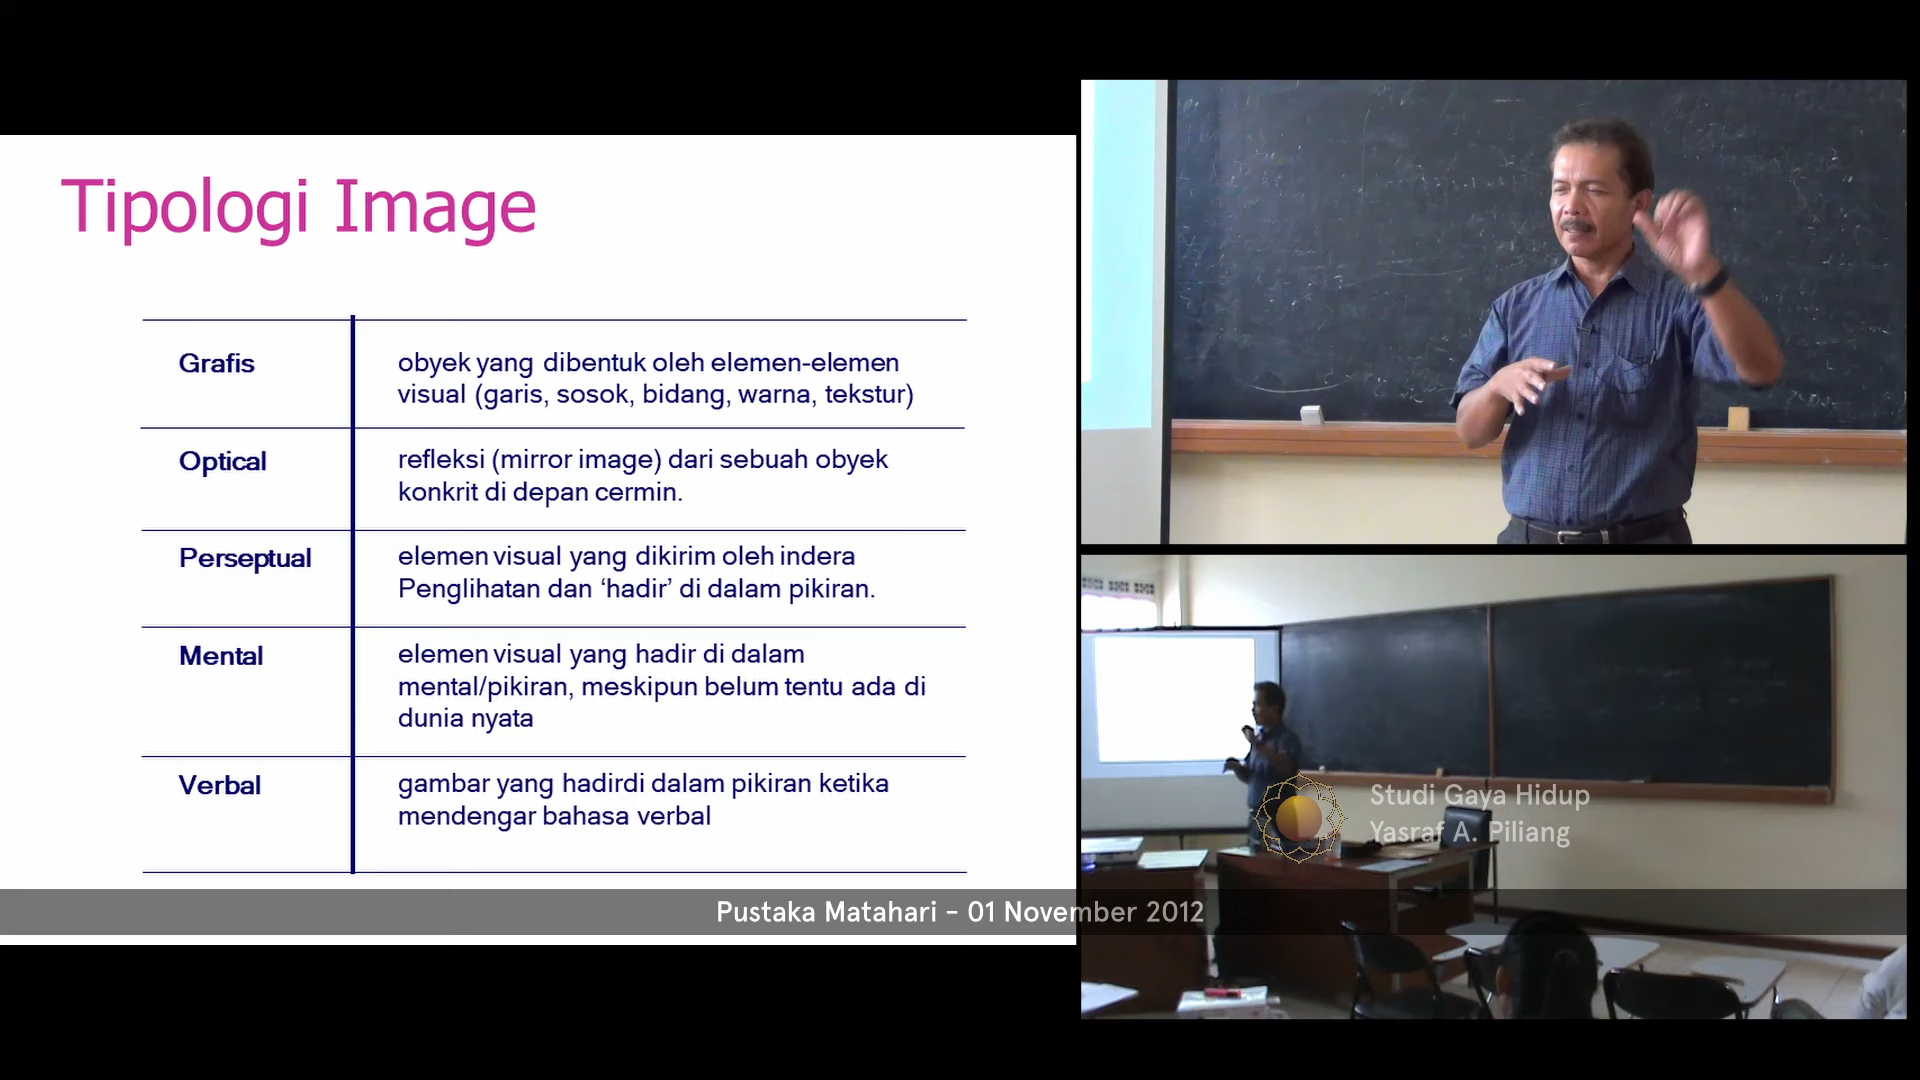 Tipologi Image
Grafis
obyek yang dibentuk oleh elemen-elemen
visual (garis, sosok, bidang, warna, tekstur)
Optical
refleksi (mirror image) dari sebuah obyek
konkrit di depan cermin.
Perseptual
elemen visual yang dikirim oleh indera
Penglihatan dan ‘hadir’ di dalam pikiran.
Mental
elemen visual yang hadir di dalam
mental/pikiran, meskipun belum tentu ada di
dunia nyata
Verbal
gambar yang hadirdi dalam pikiran ketika
mendengar bahasa verbal
Studi Gaya Hidup
Yasraf A. Piliang
Pustaka Matahari - 01 November 2012